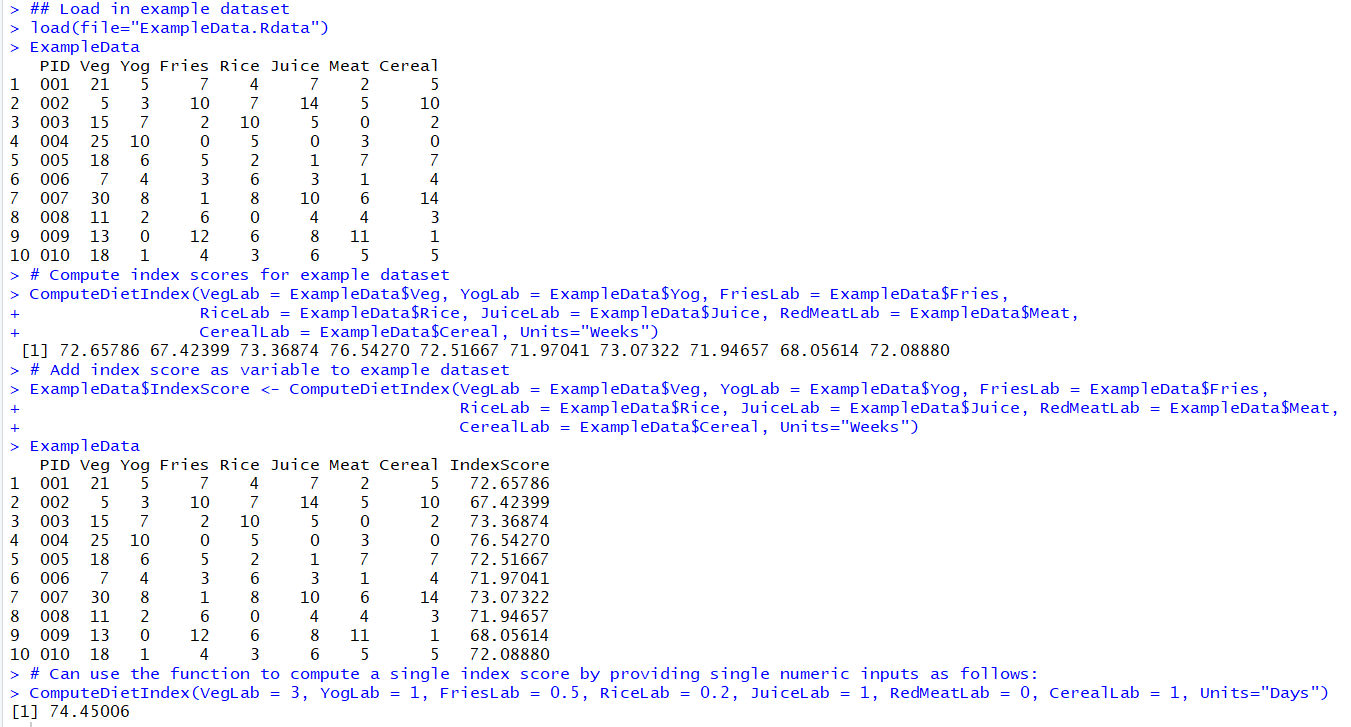 > ## Load in example dataset
> load(file="ExampleData.Rdata")
> ExampleData
   PID Veg Yog Fries Rice Juice Meat Cereal
1  001  21   5     7    4     7    2      5
2  002   5   3    10    7    14    5     10
3  003  15   7     2   10     5    0      2
4  004  25  10     0    5     0    3      0
5  005  18   6     5    2     1    7      7
6  006   7   4     3    6     3    1      4
7  007  30   8     1    8    10    6     14
8  008  11   2     6    0     4    4      3
9  009  13   0    12    6     8   11      1
10 010  18   1     4    3     6    5      5
> # Compute index scores for example dataset
> ComputeDietIndex(VegLab = ExampleData$Veg, YogLab = ExampleData$Yog, FriesLab = ExampleData$Fries,
+                  RiceLab = ExampleData$Rice, JuiceLab = ExampleData$Juice, RedMeatLab = ExampleData$Meat,
+                  CerealLab = ExampleData$Cereal, Units="Weeks")
 [1] 72.65786 67.42399 73.36874 76.54270 72.51667 71.97041 73.07322 71.94657 68.05614 72.08880
> # Add index score as variable to example dataset
> ExampleData$IndexScore <- ComputeDietIndex(VegLab = ExampleData$Veg, YogLab = ExampleData$Yog, FriesLab = ExampleData$Fries,
+                                            RiceLab = ExampleData$Rice, JuiceLab = ExampleData$Juice, RedMeatLab = ExampleData$Meat,
+                                            CerealLab = ExampleData$Cereal, Units="Weeks")
> ExampleData
   PID Veg Yog Fries Rice Juice Meat Cereal IndexScore
1  001  21   5     7    4     7    2      5   72.65786
2  002   5   3    10    7    14    5     10   67.42399
3  003  15   7     2   10     5    0      2   73.36874
4  004  25  10     0    5     0    3      0   76.54270
5  005  18   6     5    2     1    7      7   72.51667
6  006   7   4     3    6     3    1      4   71.97041
7  007  30   8     1    8    10    6     14   73.07322
8  008  11   2     6    0     4    4      3   71.94657
9  009  13   0    12    6     8   11      1   68.05614
10 010  18   1     4    3     6    5      5   72.08880
> # Can use the function to compute a single index score by providing single numeric inputs as follows:
> ComputeDietIndex(VegLab = 3, YogLab = 1, FriesLab = 0.5, RiceLab = 0.2, JuiceLab = 1, RedMeatLab = 0, CerealLab = 1, Units="Days")
[1] 74.45006